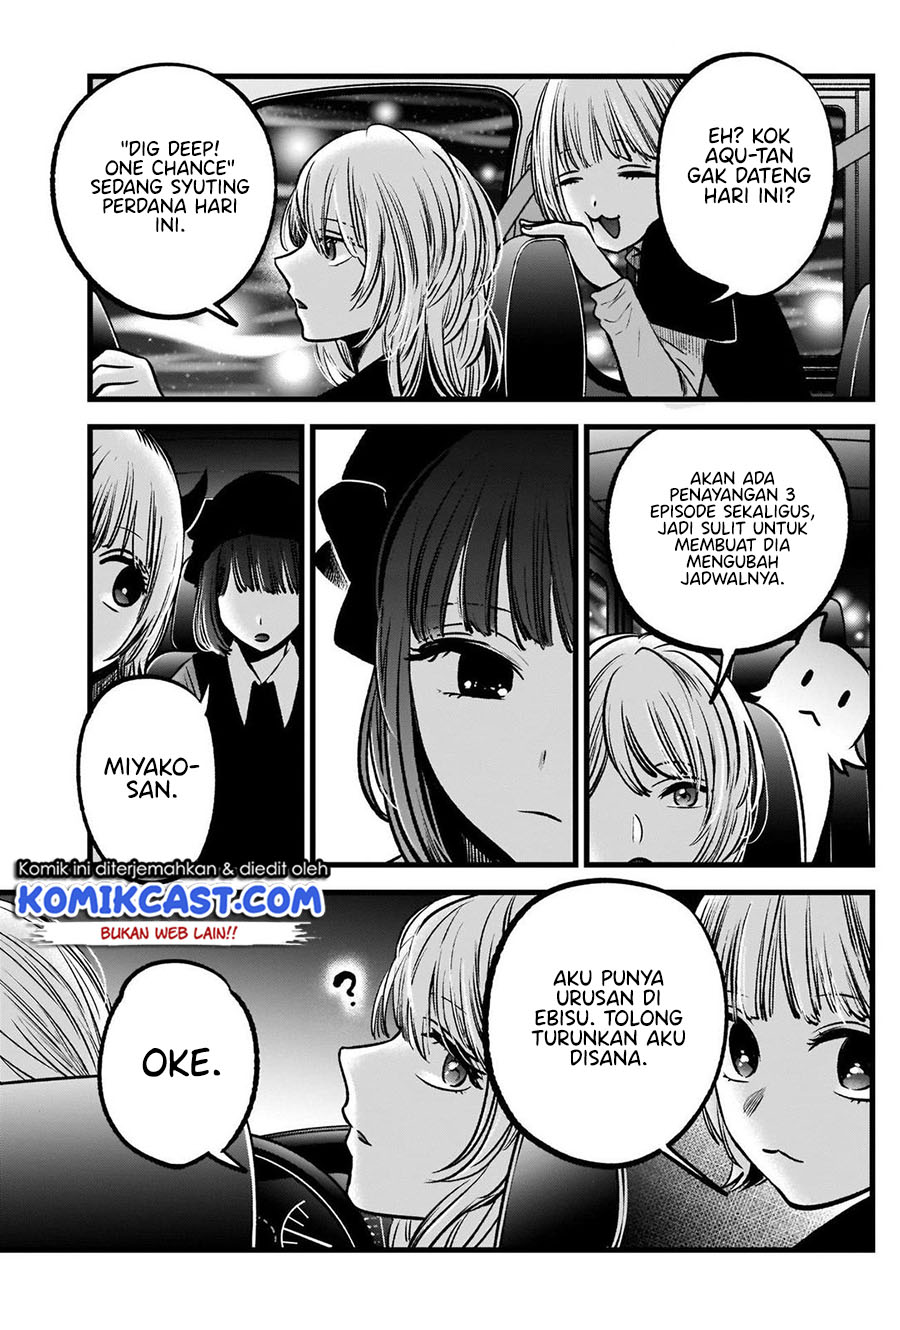 EH? KOK
AQU-TAN
GAK DATENG
HARI INI?
"DIG DEEP!
ONE CHANCE"
SEDANG SYUTING
PERDANA HARI
INI.
AKAN ADA
PENAYANGAN 3
EPISODE SEKALIGUS,
JADI SULIT UNTUK
MEMBUAT DIA
MENGUBAH
JADWALNYA.
MIYAKO-
SAN.
Komik ini diterjemahkan & diedit oleh
KOMIKCAST.COM
BUKAN WEB LAIN!!
AKU PUNYA
URUSAN DI
EBISU. TOLONG
TURUNKAN AKU
DISANA.
?
OKE.